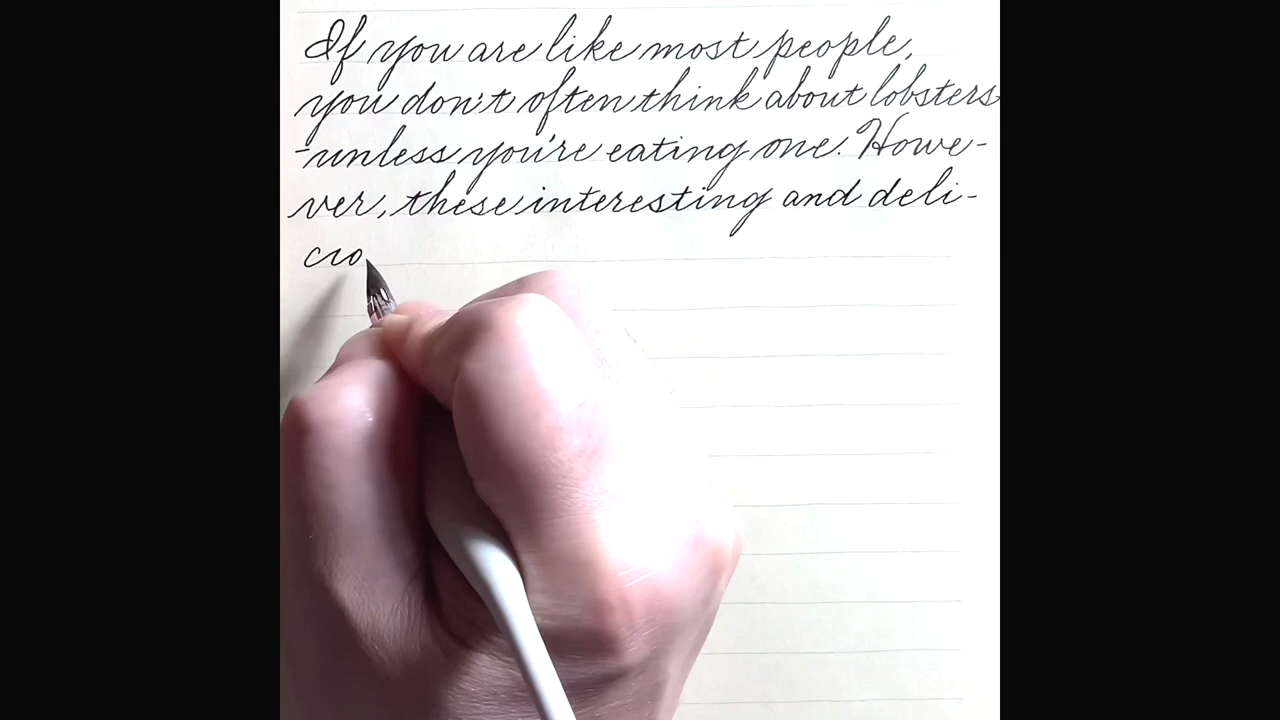 If you are like most people,
you don't often think about lobsters
-unless you're eating one. Howe-
ver, these interesting and deli-
cio